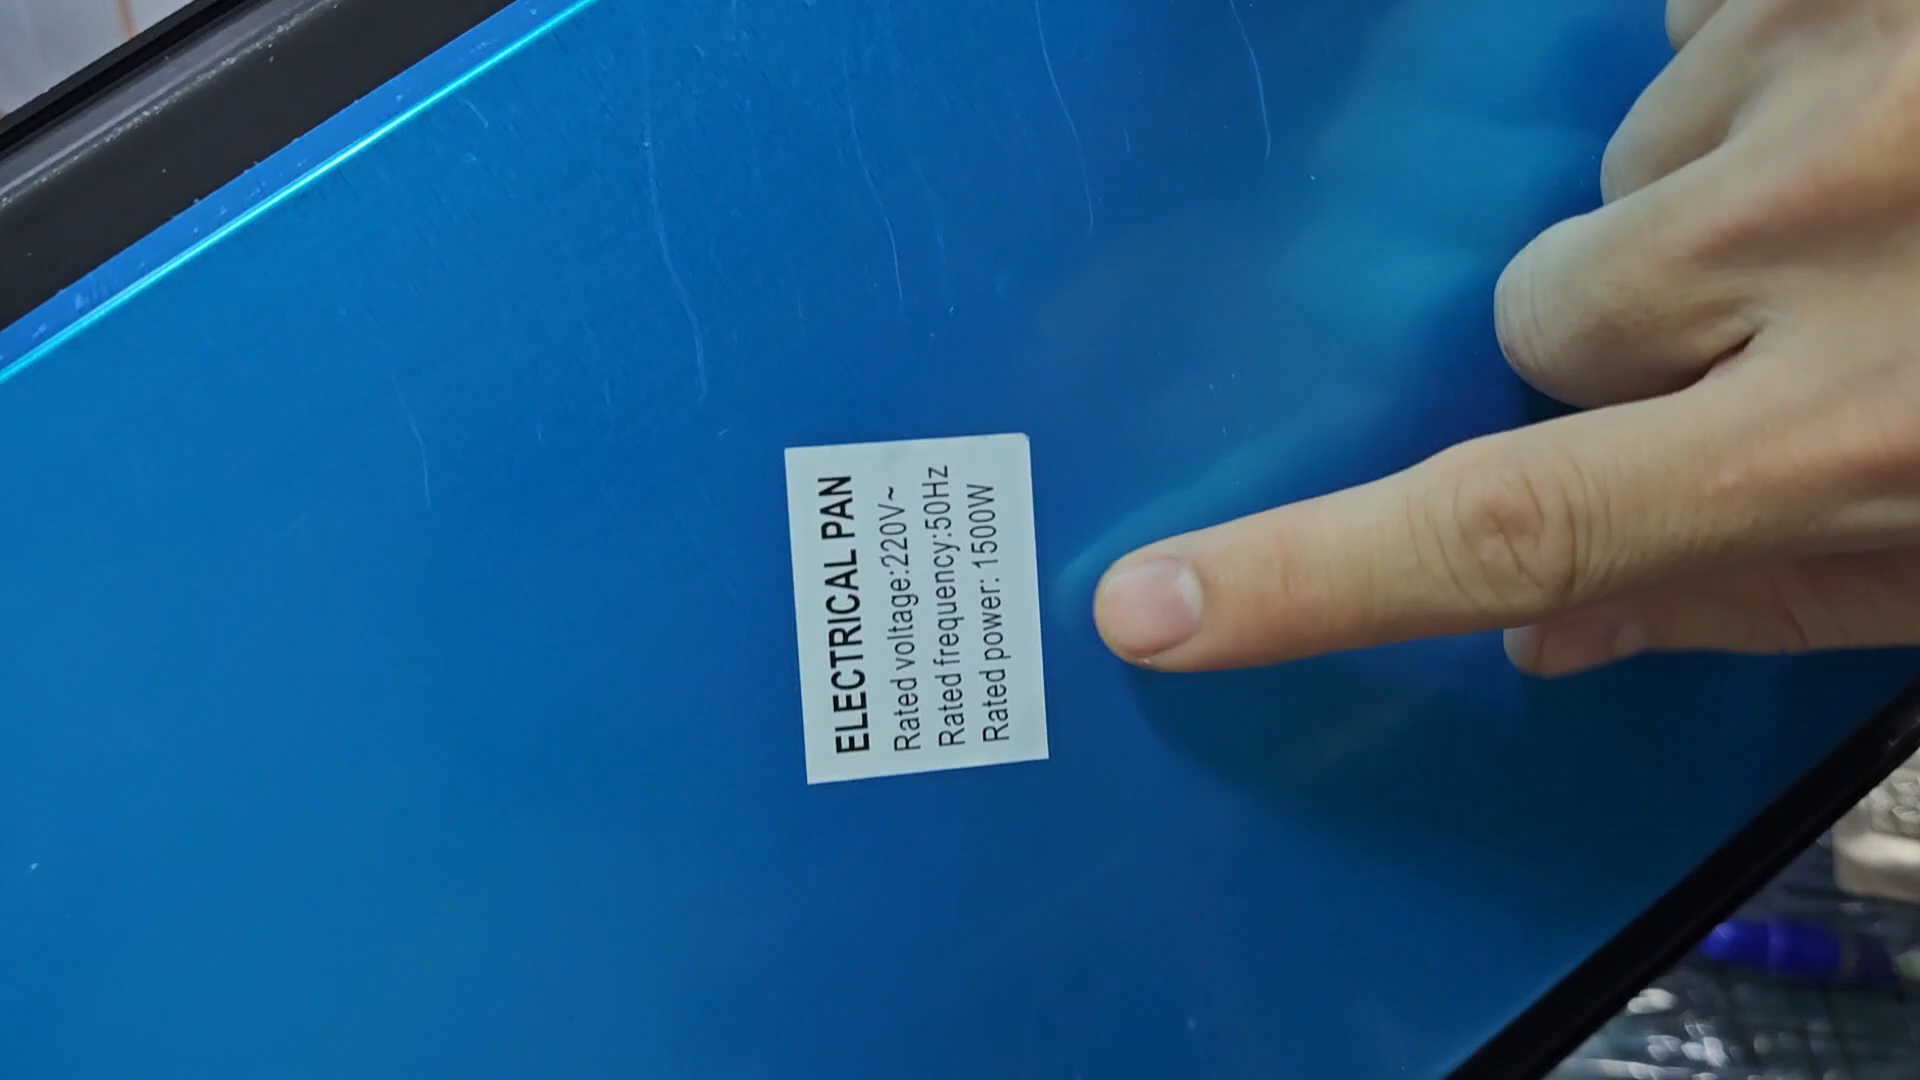 ELECTRICAL PAN
Rated voltage:220V~
Rated frequency:50Hz
Rated power: 1500W